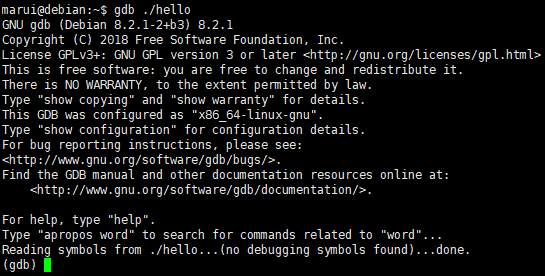 marui@debian:~$ gdb ./hello
GNU gdb (Debian 8.2.1-2+b3) 8.2.1
Copyright (C) 2018 Free Software Foundation, Inc.
License GPLv3+: GNU GPL version 3 or later <http://gnu.org/licenses/gpl.html>
This is free software: you are free to change and redistribute it.
There is NO WARRANTY, to the extent permitted by law.
Type "show copying" and "show warranty" for details.
This GDB was configured as "x86_64-linux-gnu".
Type "show configuration" for configuration details.
For bug reporting instructions, please see:
<http://www.gnu.org/software/gdb/bugs/>.
Find the GDB manual and other documentation resources online at:
    <http://www.gnu.org/software/gdb/documentation/>.

For help, type "help".
Type "apropos word" to search for commands related to "word"...
Reading symbols from ./hello...(no debugging symbols found)...done.
(gdb)